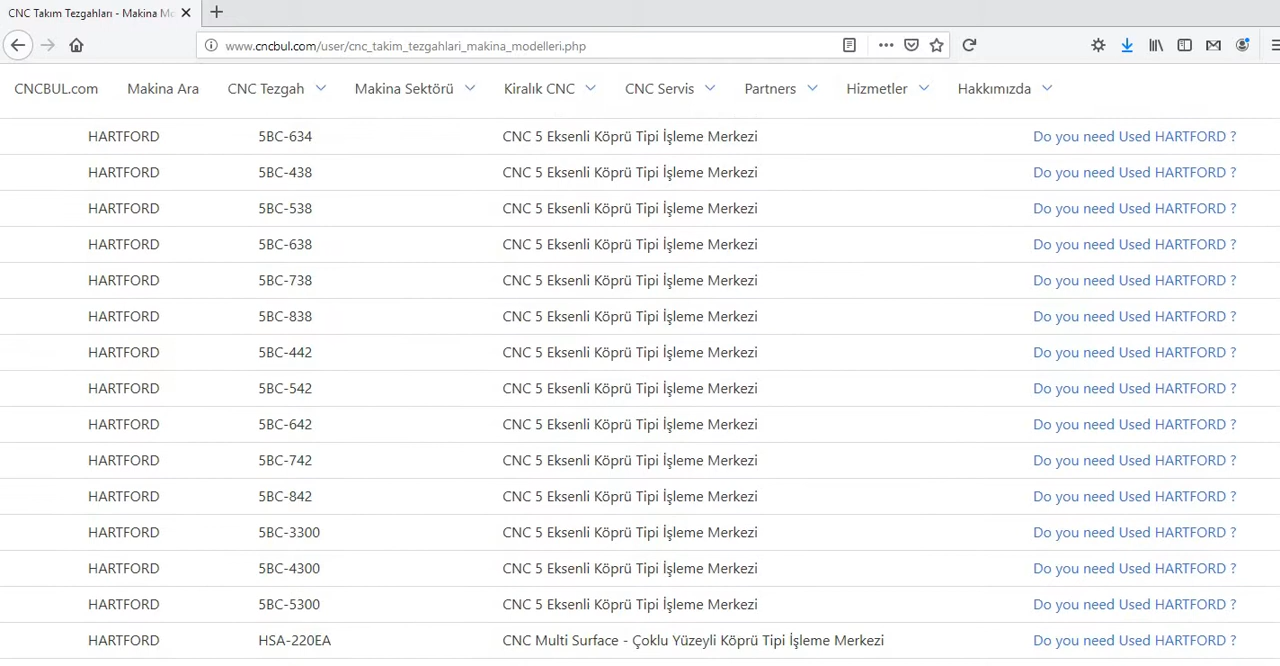 CNC Takım Tezgahları - Makina Mo
www.cncbul.com/user/cnc_takim_tezgahlari_makina_modelleri.php
CNCBUL.com Makina Ara CNC Tezgah Makina Sektörü Kiralık CNC CNC Servis Partners Hizmetler Hakkımızda
HARTFORD 5BC-634 CNC 5 Eksenli Köprü Tipi İşleme Merkezi Do you need Used HARTFORD ?
HARTFORD 5BC-438 CNC 5 Eksenli Köprü Tipi İşleme Merkezi Do you need Used HARTFORD ?
HARTFORD 5BC-538 CNC 5 Eksenli Köprü Tipi İşleme Merkezi Do you need Used HARTFORD ?
HARTFORD 5BC-638 CNC 5 Eksenli Köprü Tipi İşleme Merkezi Do you need Used HARTFORD ?
HARTFORD 5BC-738 CNC 5 Eksenli Köprü Tipi İşleme Merkezi Do you need Used HARTFORD ?
HARTFORD 5BC-838 CNC 5 Eksenli Köprü Tipi İşleme Merkezi Do you need Used HARTFORD ?
HARTFORD 5BC-442 CNC 5 Eksenli Köprü Tipi İşleme Merkezi Do you need Used HARTFORD ?
HARTFORD 5BC-542 CNC 5 Eksenli Köprü Tipi İşleme Merkezi Do you need Used HARTFORD ?
HARTFORD 5BC-642 CNC 5 Eksenli Köprü Tipi İşleme Merkezi Do you need Used HARTFORD ?
HARTFORD 5BC-742 CNC 5 Eksenli Köprü Tipi İşleme Merkezi Do you need Used HARTFORD ?
HARTFORD 5BC-842 CNC 5 Eksenli Köprü Tipi İşleme Merkezi Do you need Used HARTFORD ?
HARTFORD 5BC-3300 CNC 5 Eksenli Köprü Tipi İşleme Merkezi Do you need Used HARTFORD ?
HARTFORD 5BC-4300 CNC 5 Eksenli Köprü Tipi İşleme Merkezi Do you need Used HARTFORD ?
HARTFORD 5BC-5300 CNC 5 Eksenli Köprü Tipi İşleme Merkezi Do you need Used HARTFORD ?
HARTFORD HSA-220EA CNC Multi Surface - Çoklu Yüzeyli Köprü Tipi İşleme Merkezi Do you need Used HARTFORD ?